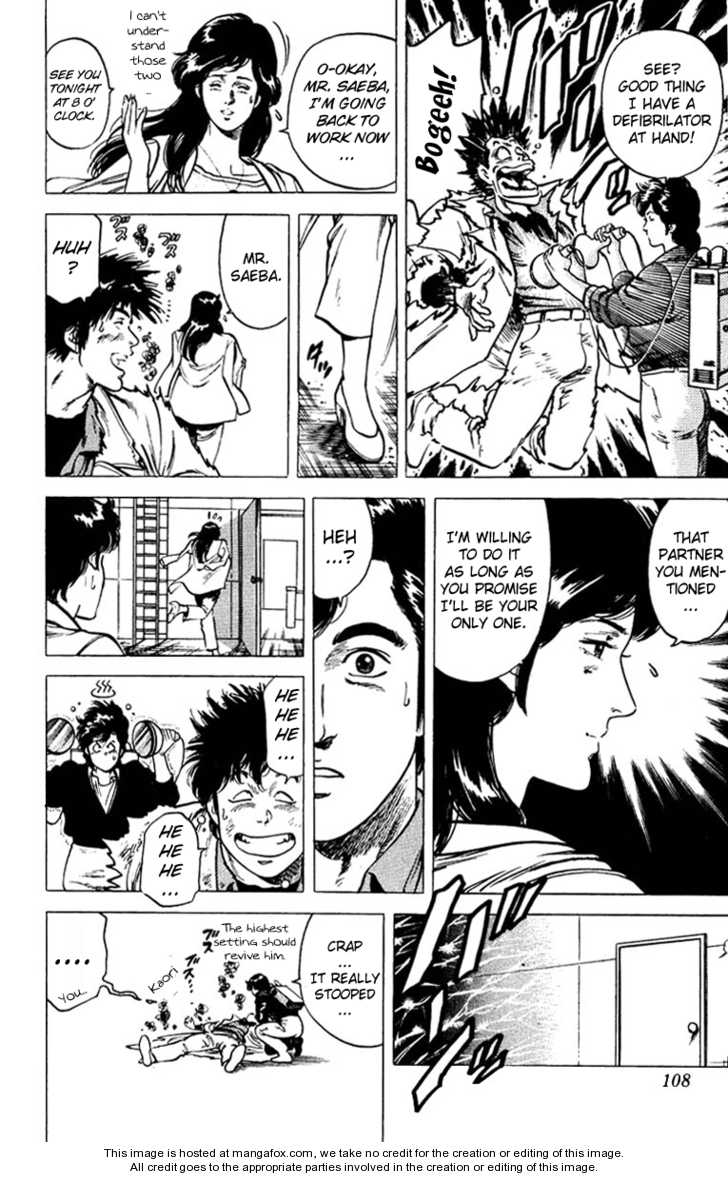 SEE?
GOOD THING
I HAVE A
DEFIBRILATOR
AT HAND!
Bogeeh!
O-OKAY,
MR. SAEBA,
I'M GOING
BACK TO
WORK NOW
...
I can't
under-
stand
those
two
...
SEE YOU
TONIGHT
AT 8 O'
CLOCK.
MR.
SAEBA.
HUH
?
THAT
PARTNER
YOU MEN-
TIONED
...
I'M WILLING
TO DO IT
AS LONG AS
YOU PROMISE
I'LL BE YOUR
ONLY ONE.
HEH
...?
HE
HE
HE
...
HE
HE
HE
...
CRAP
...
IT REALLY
STOOPED
...
The highest
setting should
revive him.
Kaori
....
You...
108
This image is hosted at mangafox.com, we take no credit for the creation or editing of this image.
All credit goes to the appropriate parties involved in the creation or editing of this image.